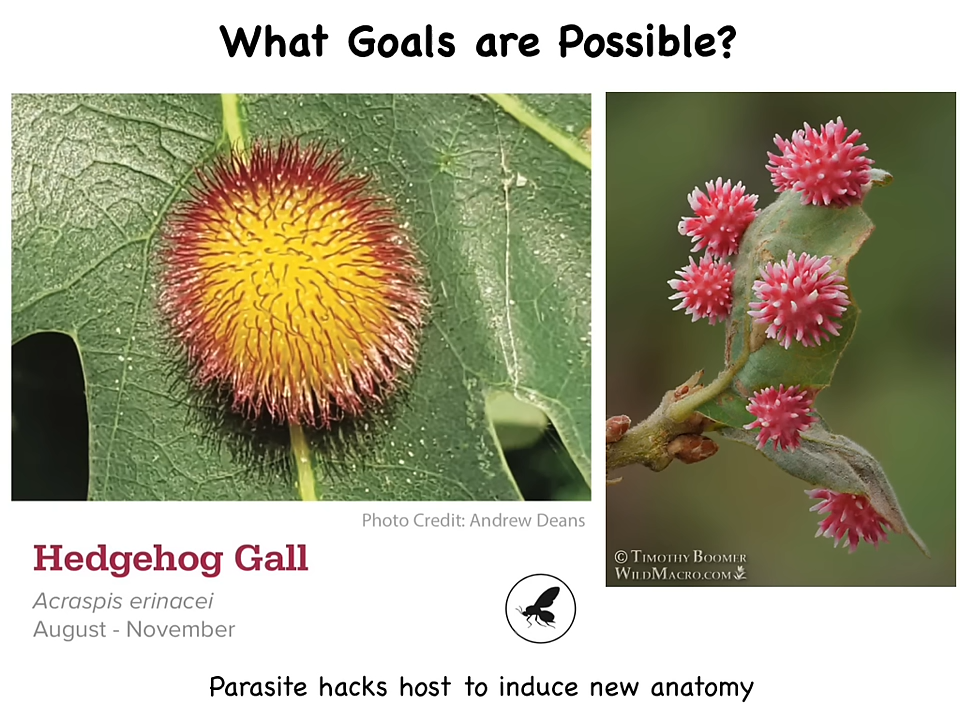 What Goals are Possible?
Photo Credit: Andrew Deans
Hedgehog Gall
Acraspis erinacei
August - November
© Timothy Boomer
WildMacro.com
Parasite hacks host to induce new anatomy